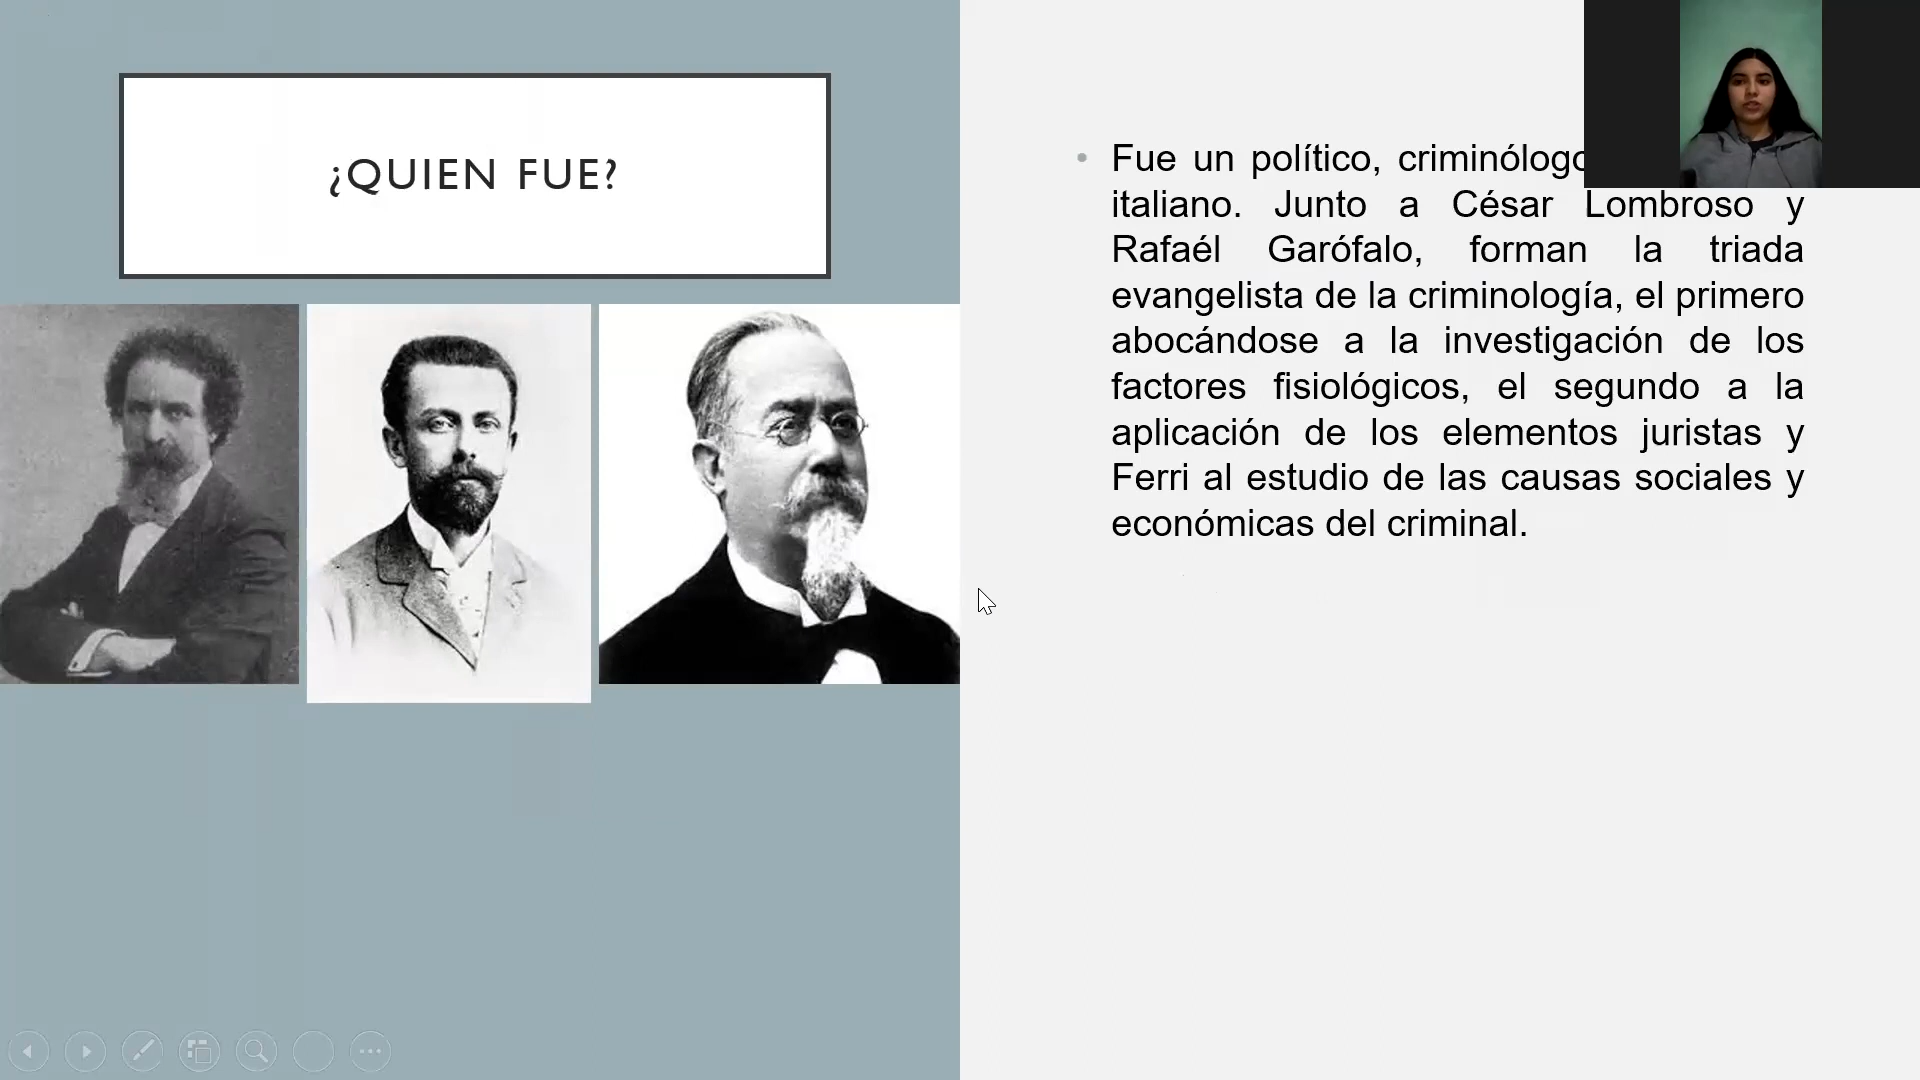 ¿QUIEN FUE?
Fue un político, criminólogo
italiano. Junto a César Lombroso y
Rafaél Garófalo, forman la triada
evangelista de la criminología, el primero
abocándose a la investigación de los
factores fisiológicos, el segundo a la
aplicación de los elementos juristas y
Ferri al estudio de las causas sociales y
económicas del criminal.